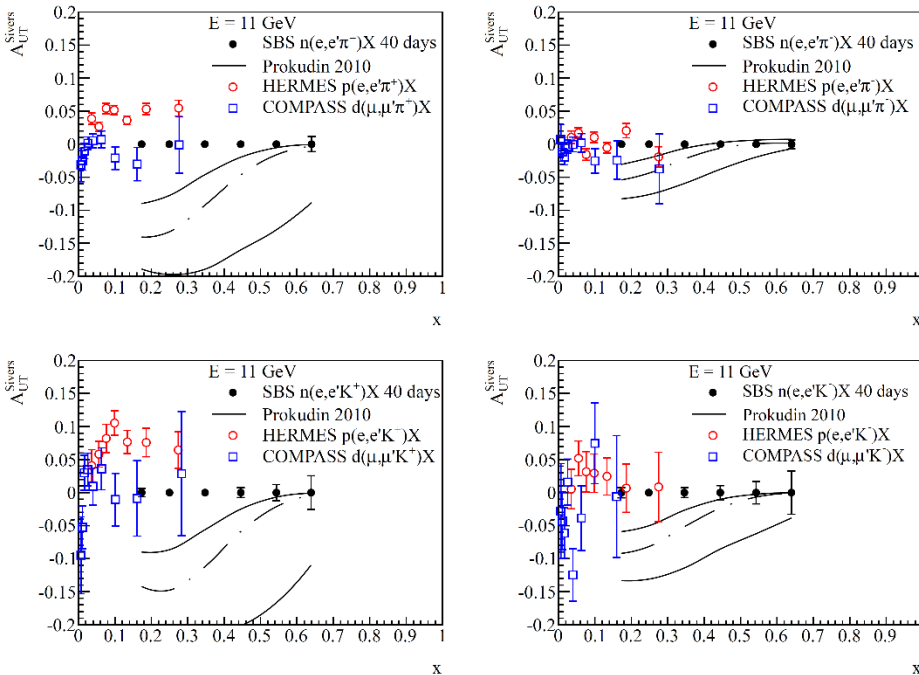 E = 11 GeV
SBS n(e,e'π⁻)X 40 days
Prokudin 2010
HERMES p(e,e'π⁺)X
COMPASS d(μ,μ'π⁺)X
A_UT^Sivers
0.2
0.15
0.1
0.05
0
-0.05
-0.1
-0.15
-0.2
0 0.1 0.2 0.3 0.4 0.5 0.6 0.7 0.8 0.9 1
x
E = 11 GeV
SBS n(e,e'π⁻)X 40 days
Prokudin 2010
HERMES p(e,e'π⁻)X
COMPASS d(μ,μ'π⁻)X
A_UT^Sivers
0.2
0.15
0.1
0.05
0
-0.05
-0.1
-0.15
-0.2
0 0.1 0.2 0.3 0.4 0.5 0.6 0.7 0.8 0.9
x
E = 11 GeV
SBS n(e,e'K⁺)X 40 days
Prokudin 2010
HERMES p(e,e'K⁻)X
COMPASS d(μ,μ'K⁺)X
A_UT^Sivers
0.2
0.15
0.1
0.05
0
-0.05
-0.1
-0.15
-0.2
0 0.1 0.2 0.3 0.4 0.5 0.6 0.7 0.8 0.9 1
x
E = 11 GeV
SBS n(e,e'K⁻)X 40 days
Prokudin 2010
HERMES p(e,e'K⁻)X
COMPASS d(μ,μ'K⁻)X
A_UT^Sivers
0.2
0.15
0.1
0.05
0
-0.05
-0.1
-0.15
-0.2
0 0.1 0.2 0.3 0.4 0.5 0.6 0.7 0.8 0.9
x